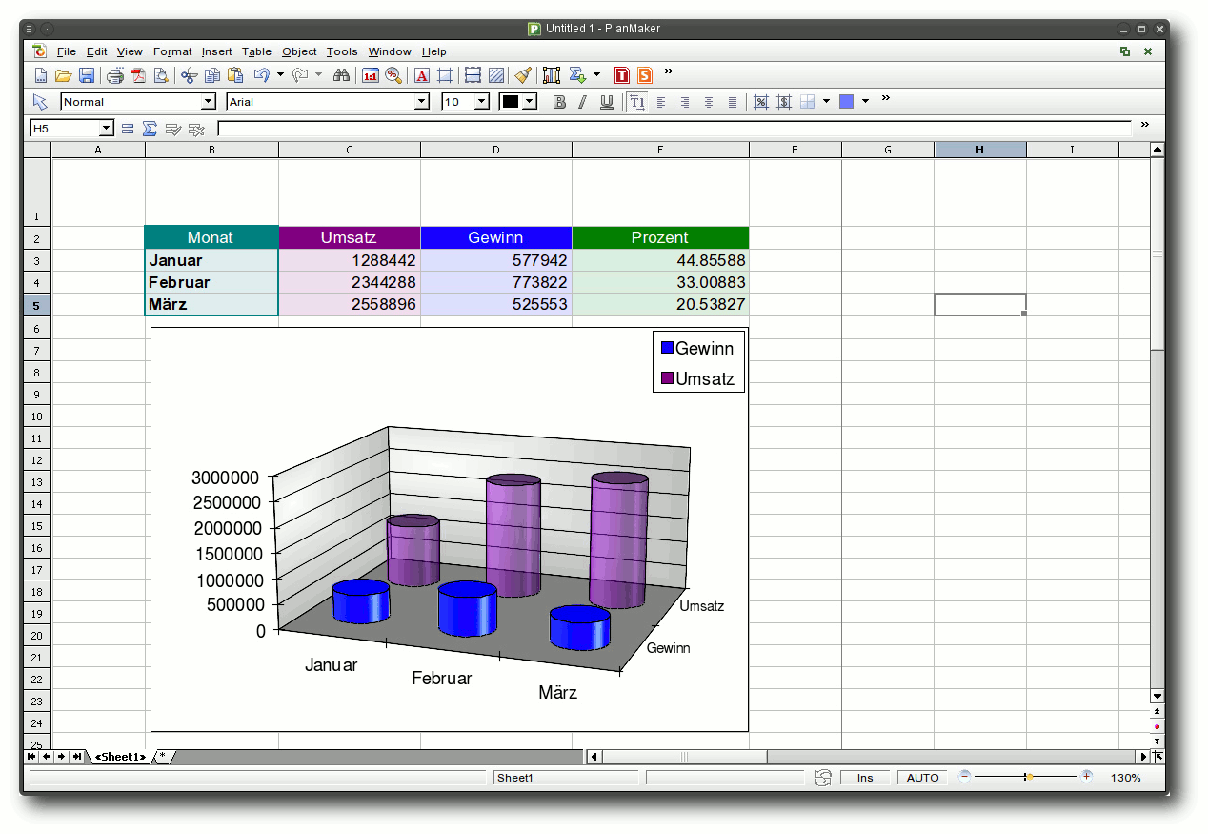 Untitled 1 - PlanMaker
File Edit View Format Insert Table Object Tools Window Help
Normal Arial 10
H5
A B C D E F G H I
1
2 Monat Umsatz Gewinn Prozent
3 Januar 1288442 577942 44.85588
4 Februar 2344288 773822 33.00883
5 März 2558896 525553 20.53827
6
7
8
9
10
11
12
13
14
15
16
17
18
19
20
21
22
23
24
25
Gewinn
Umsatz
3000000
2500000
2000000
1500000
1000000
500000
0
Januar
Februar
März
Umsatz
Gewinn
<Sheet1> *
Sheet1 Ins AUTO 130%